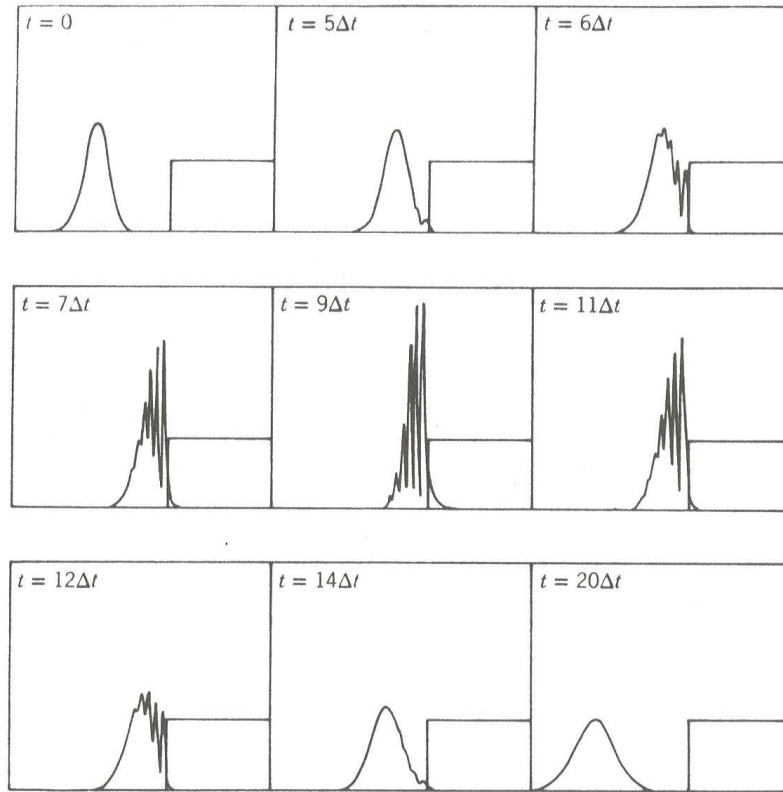 t = 0
t = 5Δt
t = 6Δt
t = 7Δt
t = 9Δt
t = 11Δt
t = 12Δt
t = 14Δt
t = 20Δt